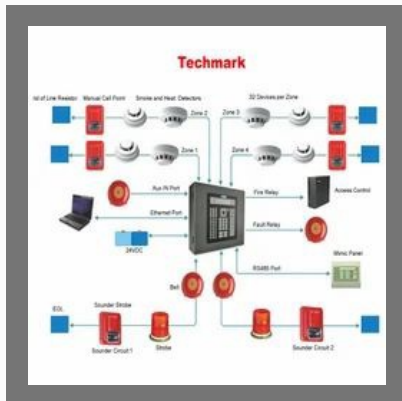 Techmark
nd of Line Resistor Manual Call Point Smoke and Heat Detectors 32 Devices per Zone
Zone 2 Zone 3
Zone 1 Zone 4
Aux IN Port Fire Relay Access Control
Ethernet Port
Fault Relay
24VDC
Mimic Panel
RS485 Port
Bell
EOL Sounder Strobe
Sounder Circuit 1 Strobe Sounder Circuit 2